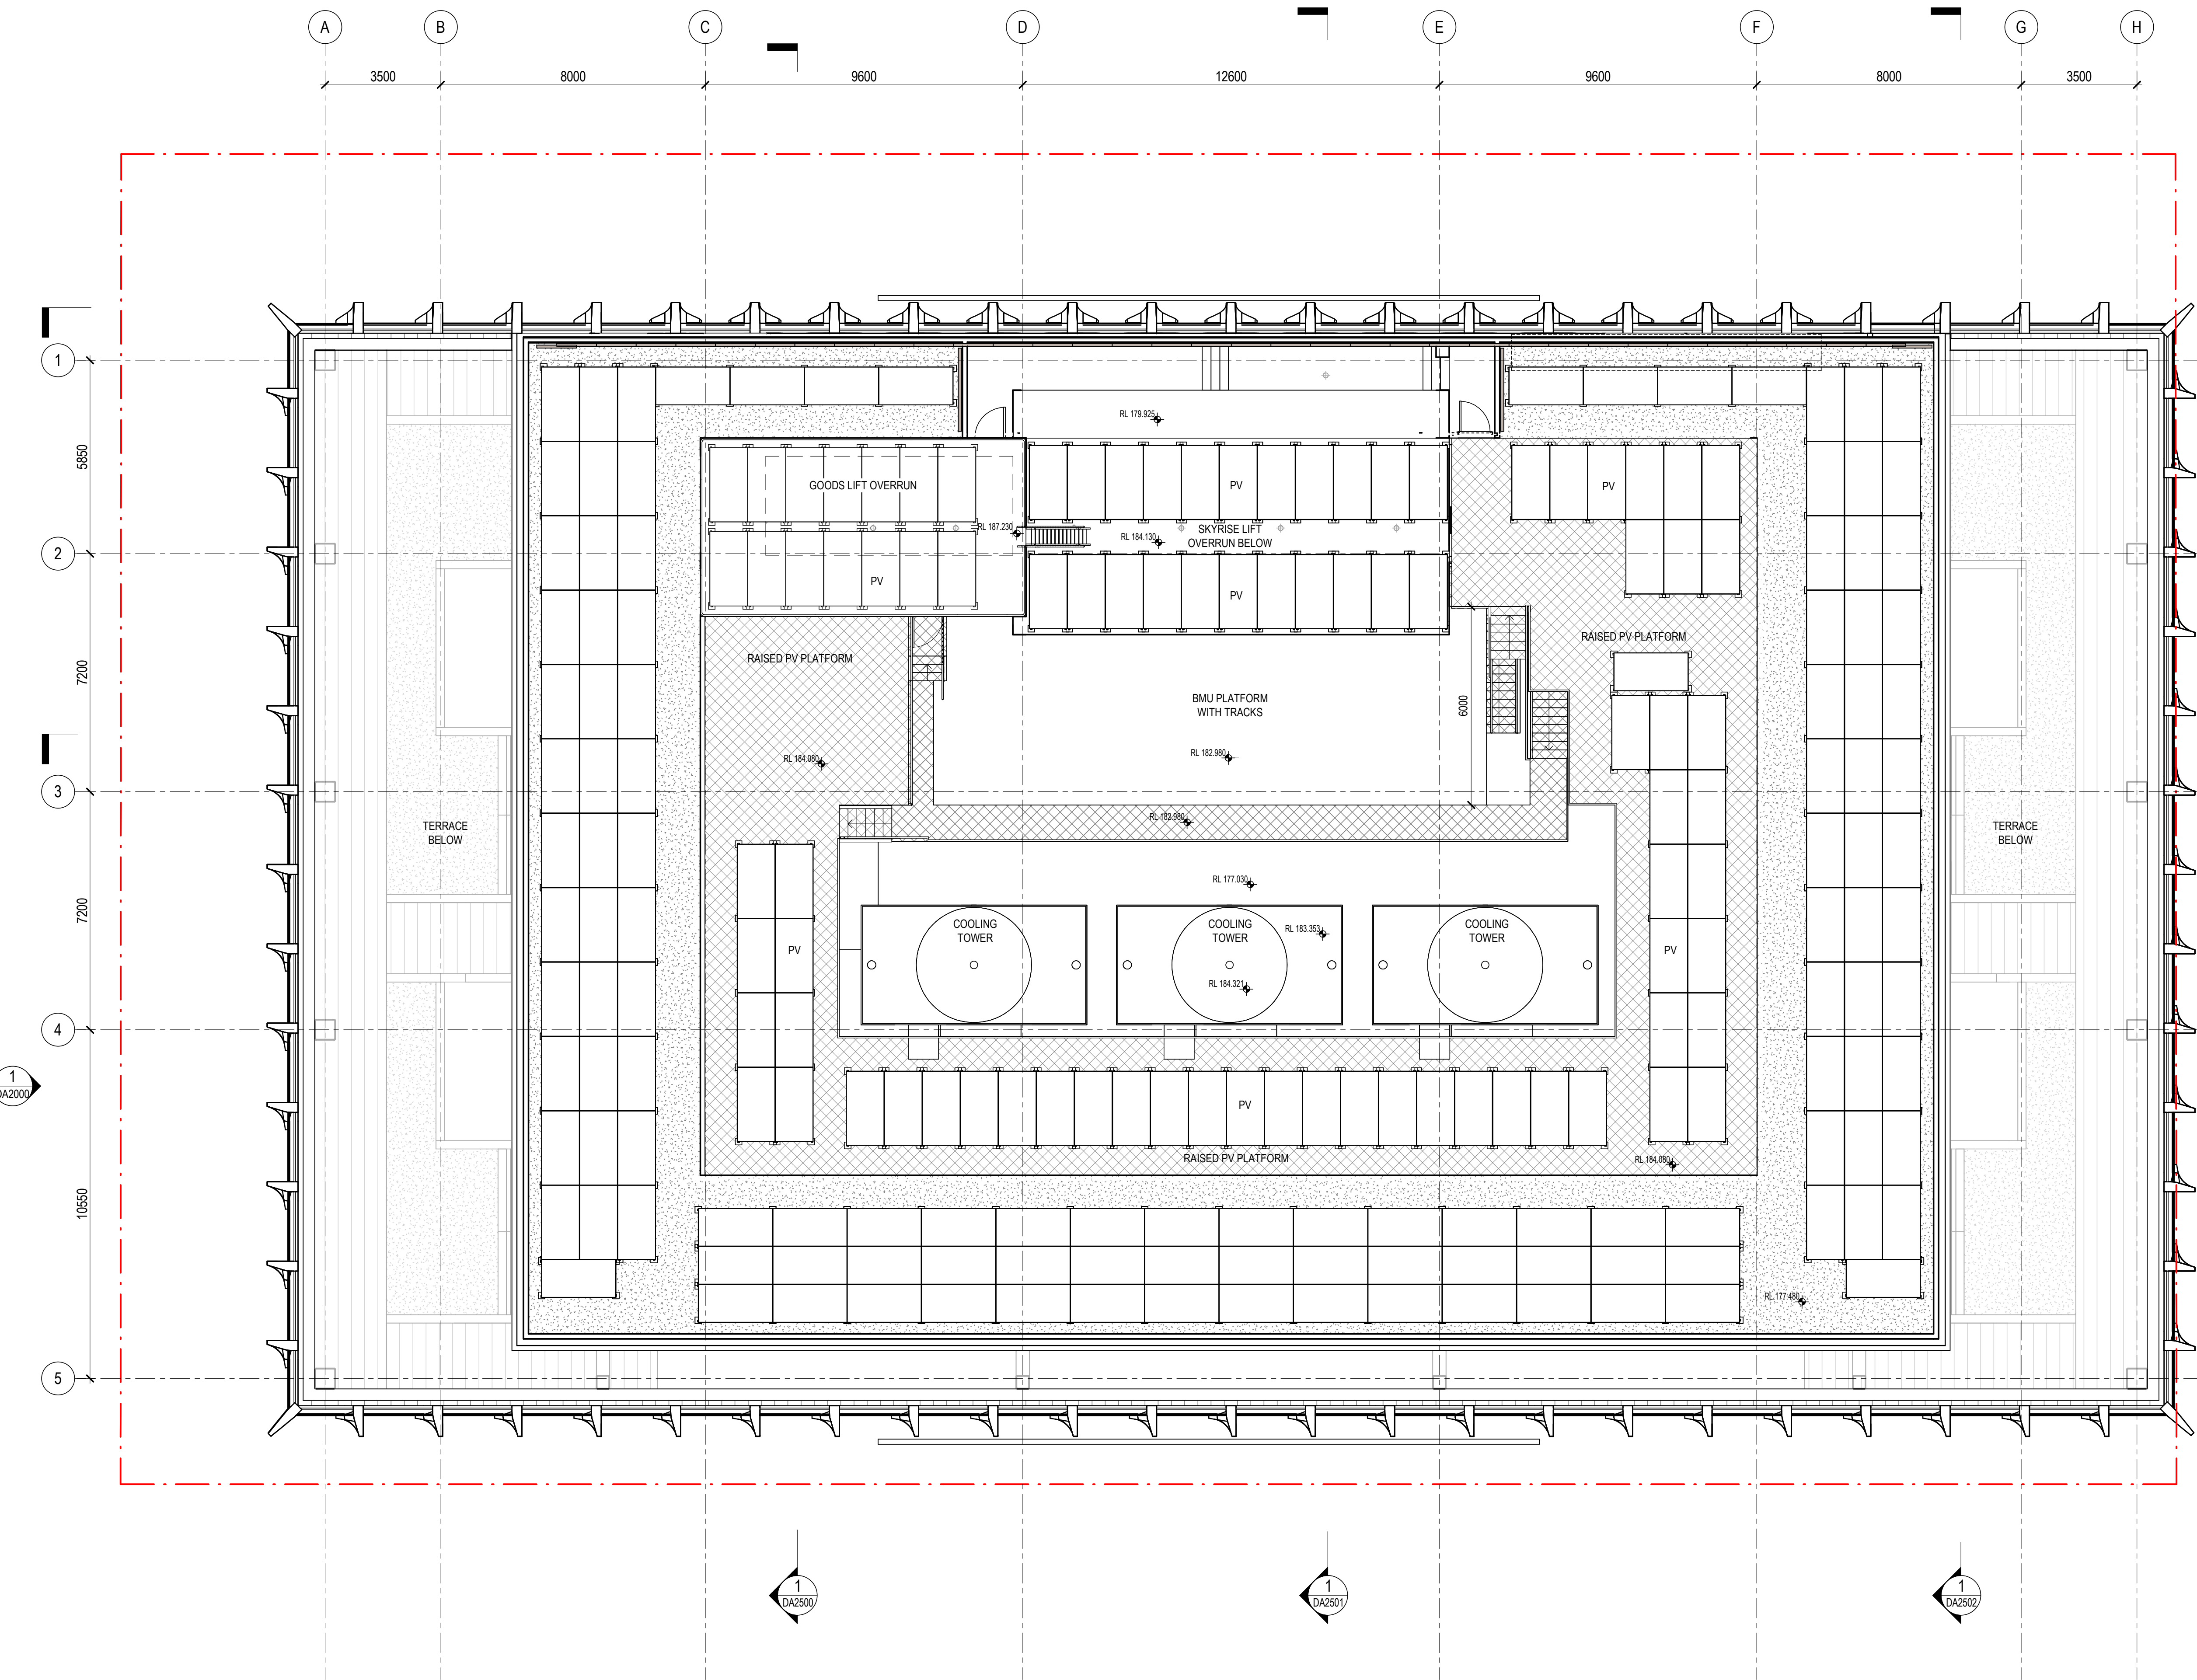 A
B
C
D
E
F
G
H
3500
8000
9600
12600
9600
8000
3500
1
5850
2
7200
3
7200
4
10550
5
RL 179.925
GOODS LIFT OVERRUN
PV
PV
RL 187.230
SKYRISE LIFT
OVERRUN BELOW
RL 184.130
PV
PV
RAISED PV PLATFORM
RAISED PV PLATFORM
BMU PLATFORM
WITH TRACKS
6000
RL 182.980
RL 184.080
RL 182.980
TERRACE
BELOW
TERRACE
BELOW
RL 177.030
COOLING
TOWER
COOLING
TOWER
RL 183.353
COOLING
TOWER
PV
PV
RL 184.321
PV
RAISED PV PLATFORM
RL 184.080
RL 177.480
1
DA2000
1
DA2500
1
DA2501
1
DA2502